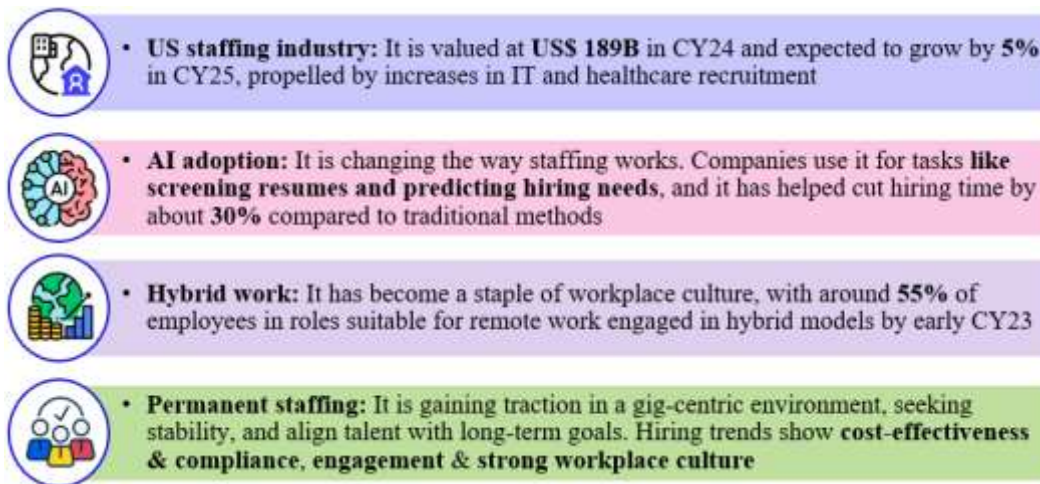 • US staffing industry: It is valued at US$ 189B in CY24 and expected to grow by 5%
in CY25, propelled by increases in IT and healthcare recruitment
AI
• AI adoption: It is changing the way staffing works. Companies use it for tasks like
screening resumes and predicting hiring needs, and it has helped cut hiring time by
about 30% compared to traditional methods
• Hybrid work: It has become a staple of workplace culture, with around 55% of
employees in roles suitable for remote work engaged in hybrid models by early CY23
• Permanent staffing: It is gaining traction in a gig-centric environment, seeking
stability, and align talent with long-term goals. Hiring trends show cost-effectiveness
& compliance, engagement & strong workplace culture